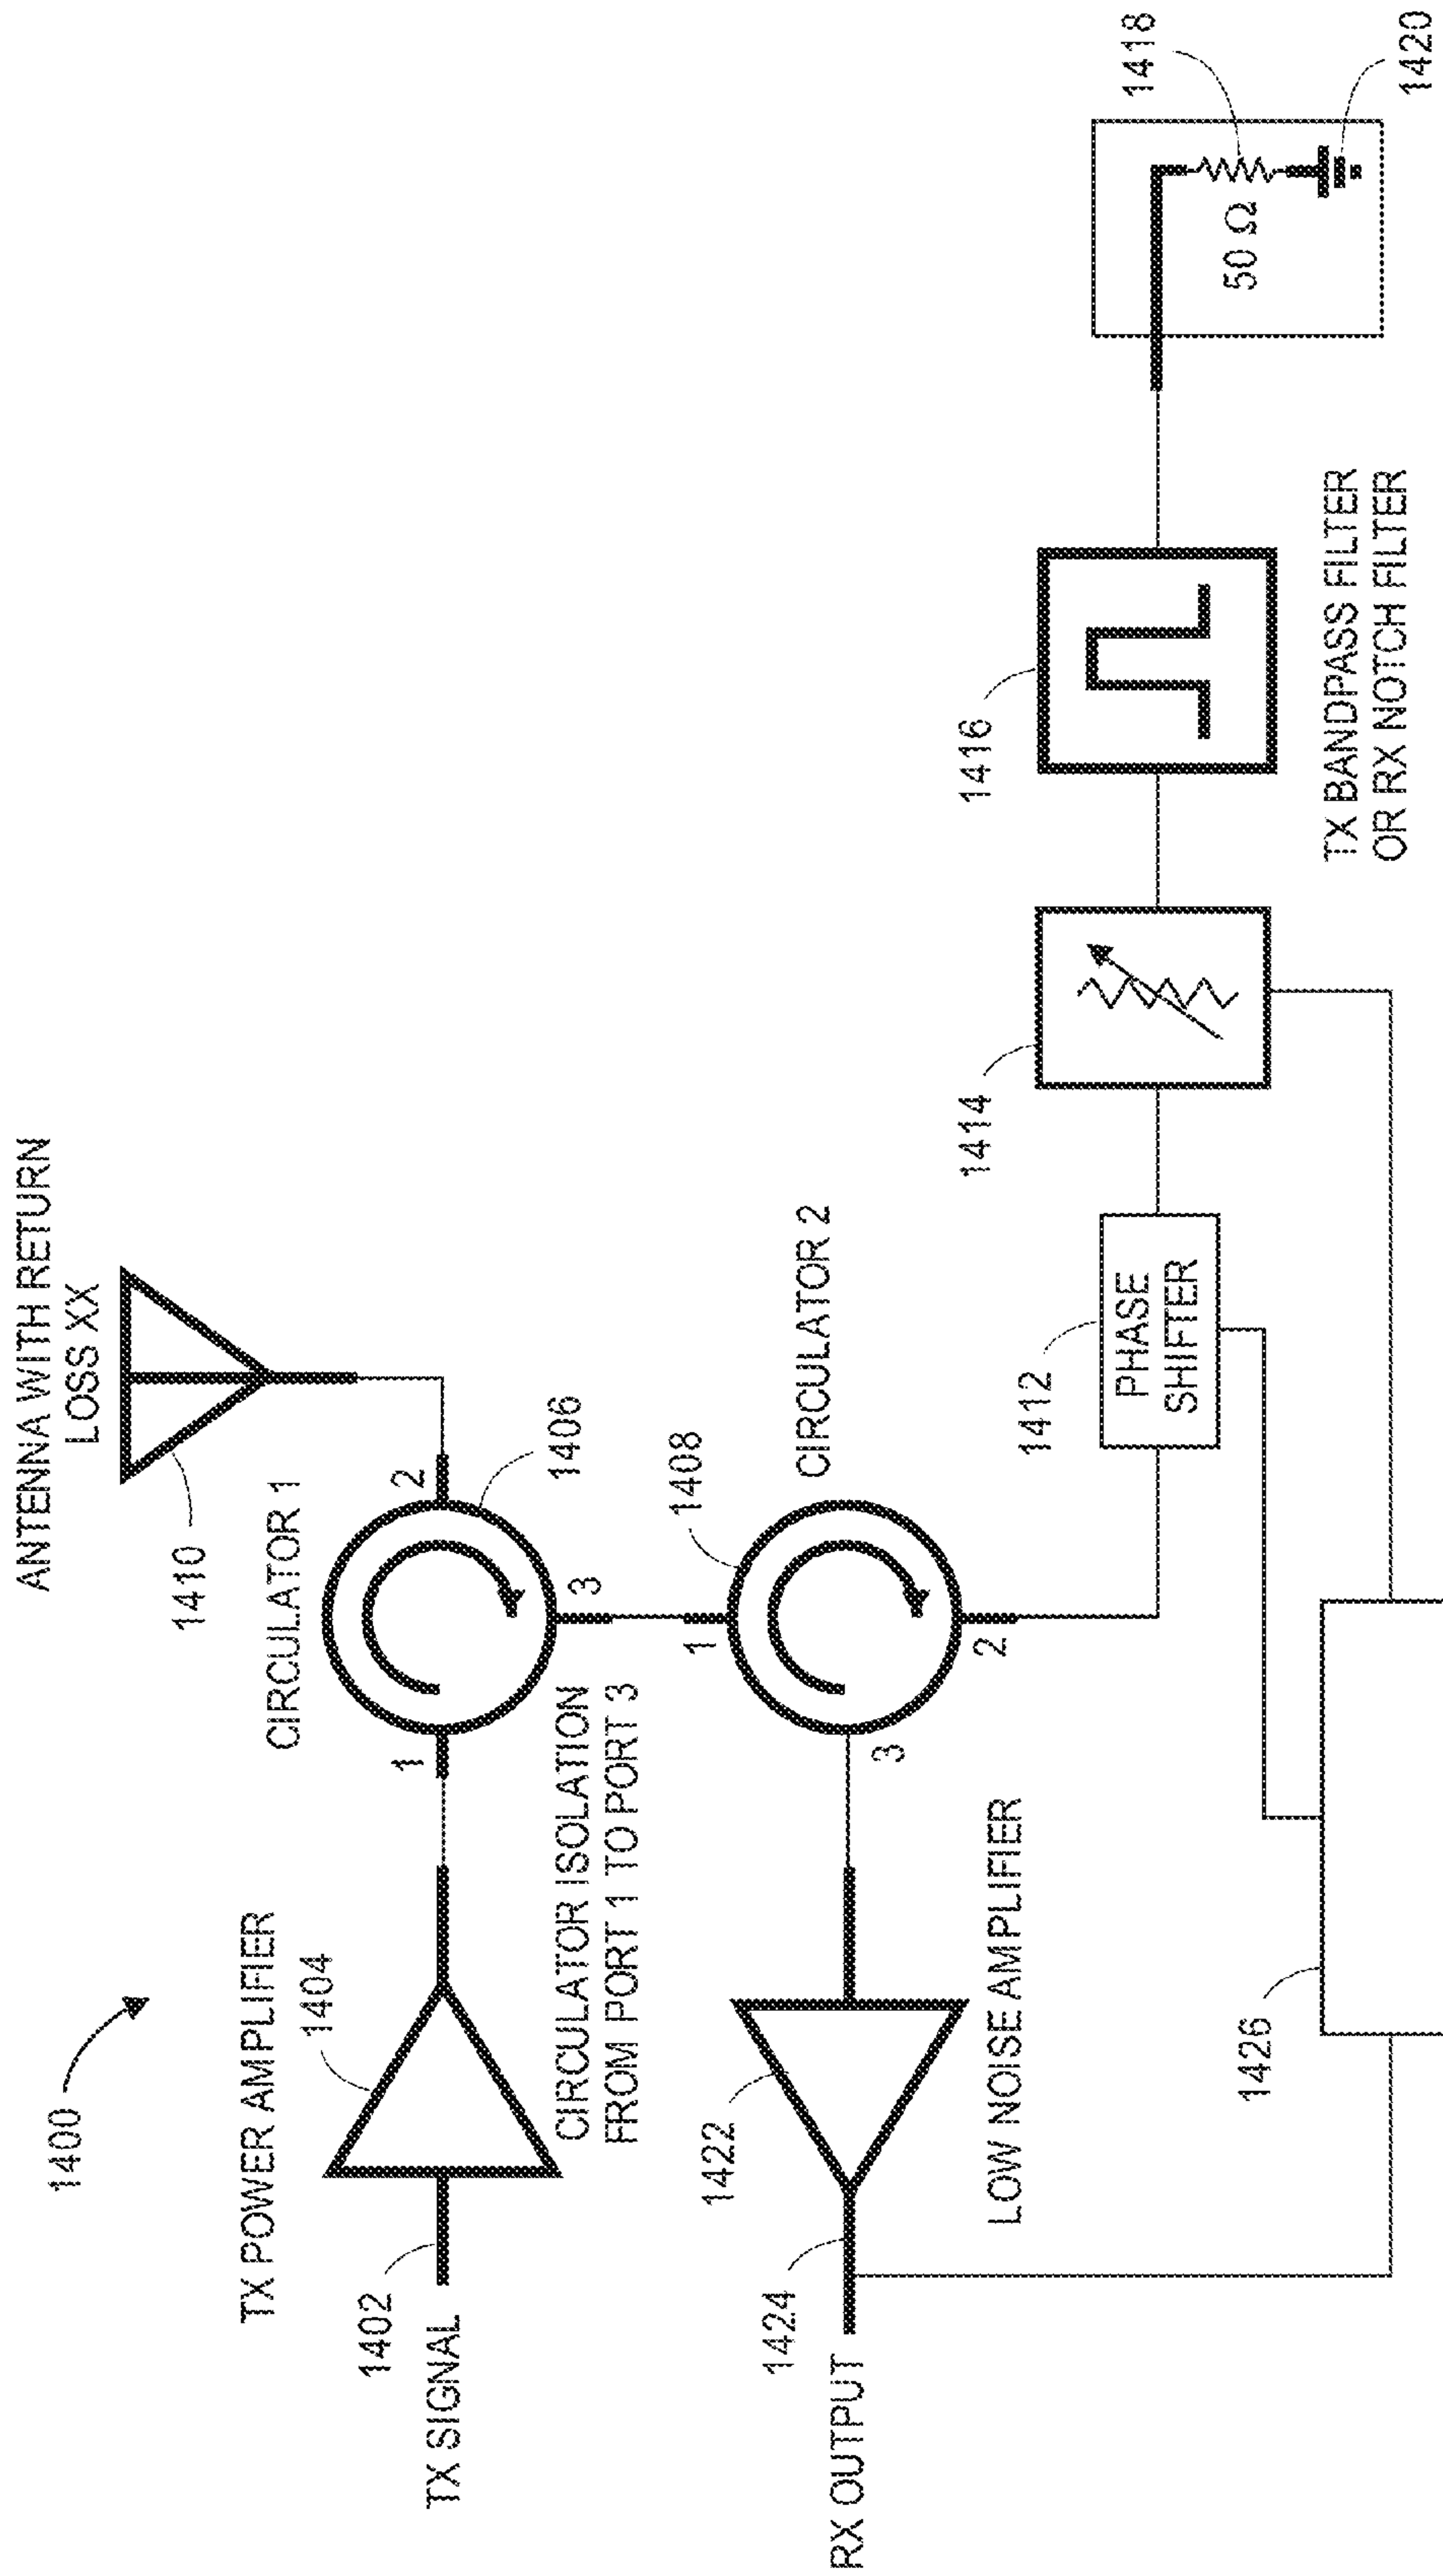 1400
ANTENNA WITH RETURN
LOSS XX
1410
TX POWER AMPLIFIER
1404
CIRCULATOR 1
1402
TX SIGNAL
1
2
1406
3
CIRCULATOR ISOLATION
FROM PORT 1 TO PORT 3
1
1408
CIRCULATOR 2
1422
1424
RX OUTPUT
3
2
LOW NOISE AMPLIFIER
1412
PHASE
SHIFTER
1414
1416
1418
50 Ω
1420
1426
TX BANDPASS FILTER
OR RX NOTCH FILTER